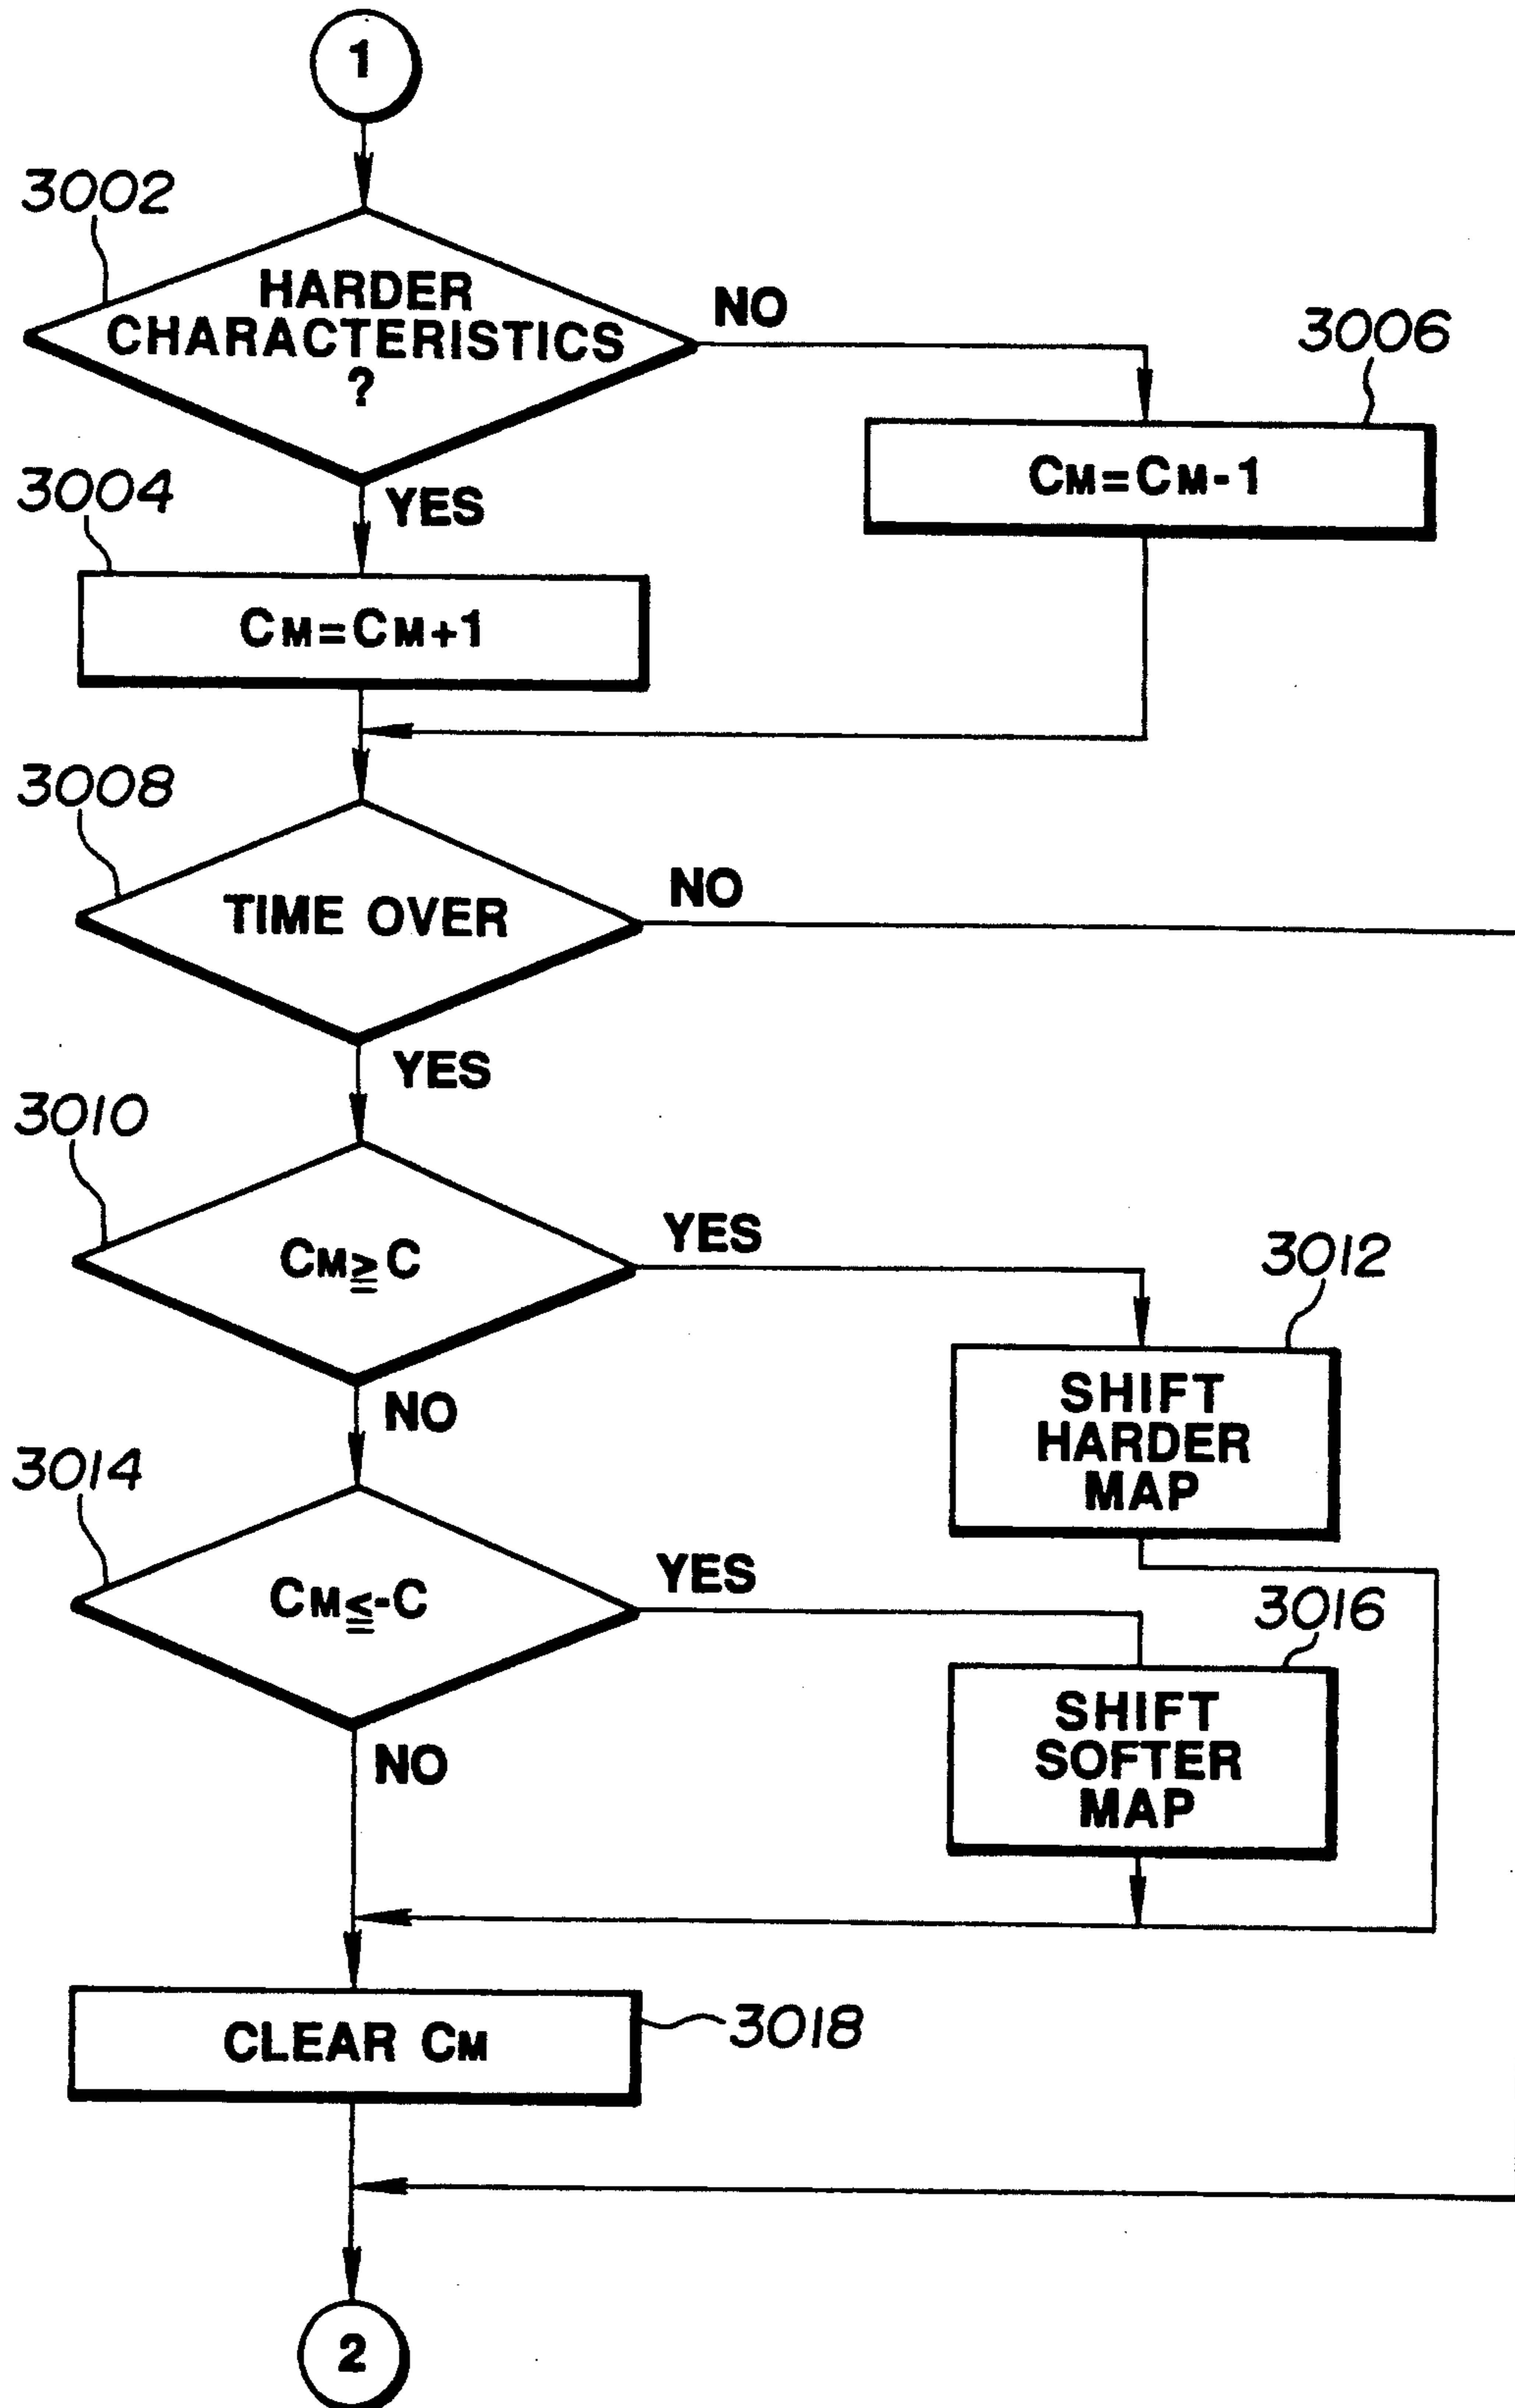 1
3002
HARDER
CHARACTERISTICS
?
NO
3006
CM=CM-1
3004
YES
CM=CM+1
3008
TIME OVER
NO
YES
3010
CM≧C
YES
3012
SHIFT
HARDER
MAP
NO
3014
CM≦-C
YES
3016
SHIFT
SOFTER
MAP
NO
CLEAR CM
3018
2